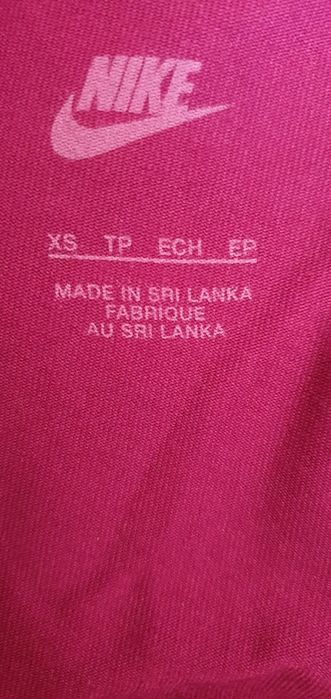 NIKE
XS TP ECH EP
MADE IN SRI LANKA
FABRIQUE
AU SRI LANKA